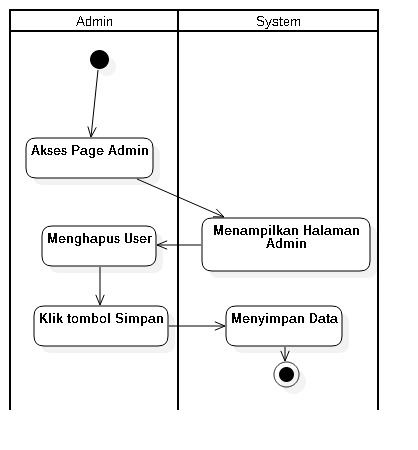 Admin
System
Akses Page Admin
Menampilkan Halaman
Admin
Menghapus User
Klik tombol Simpan
Menyimpan Data